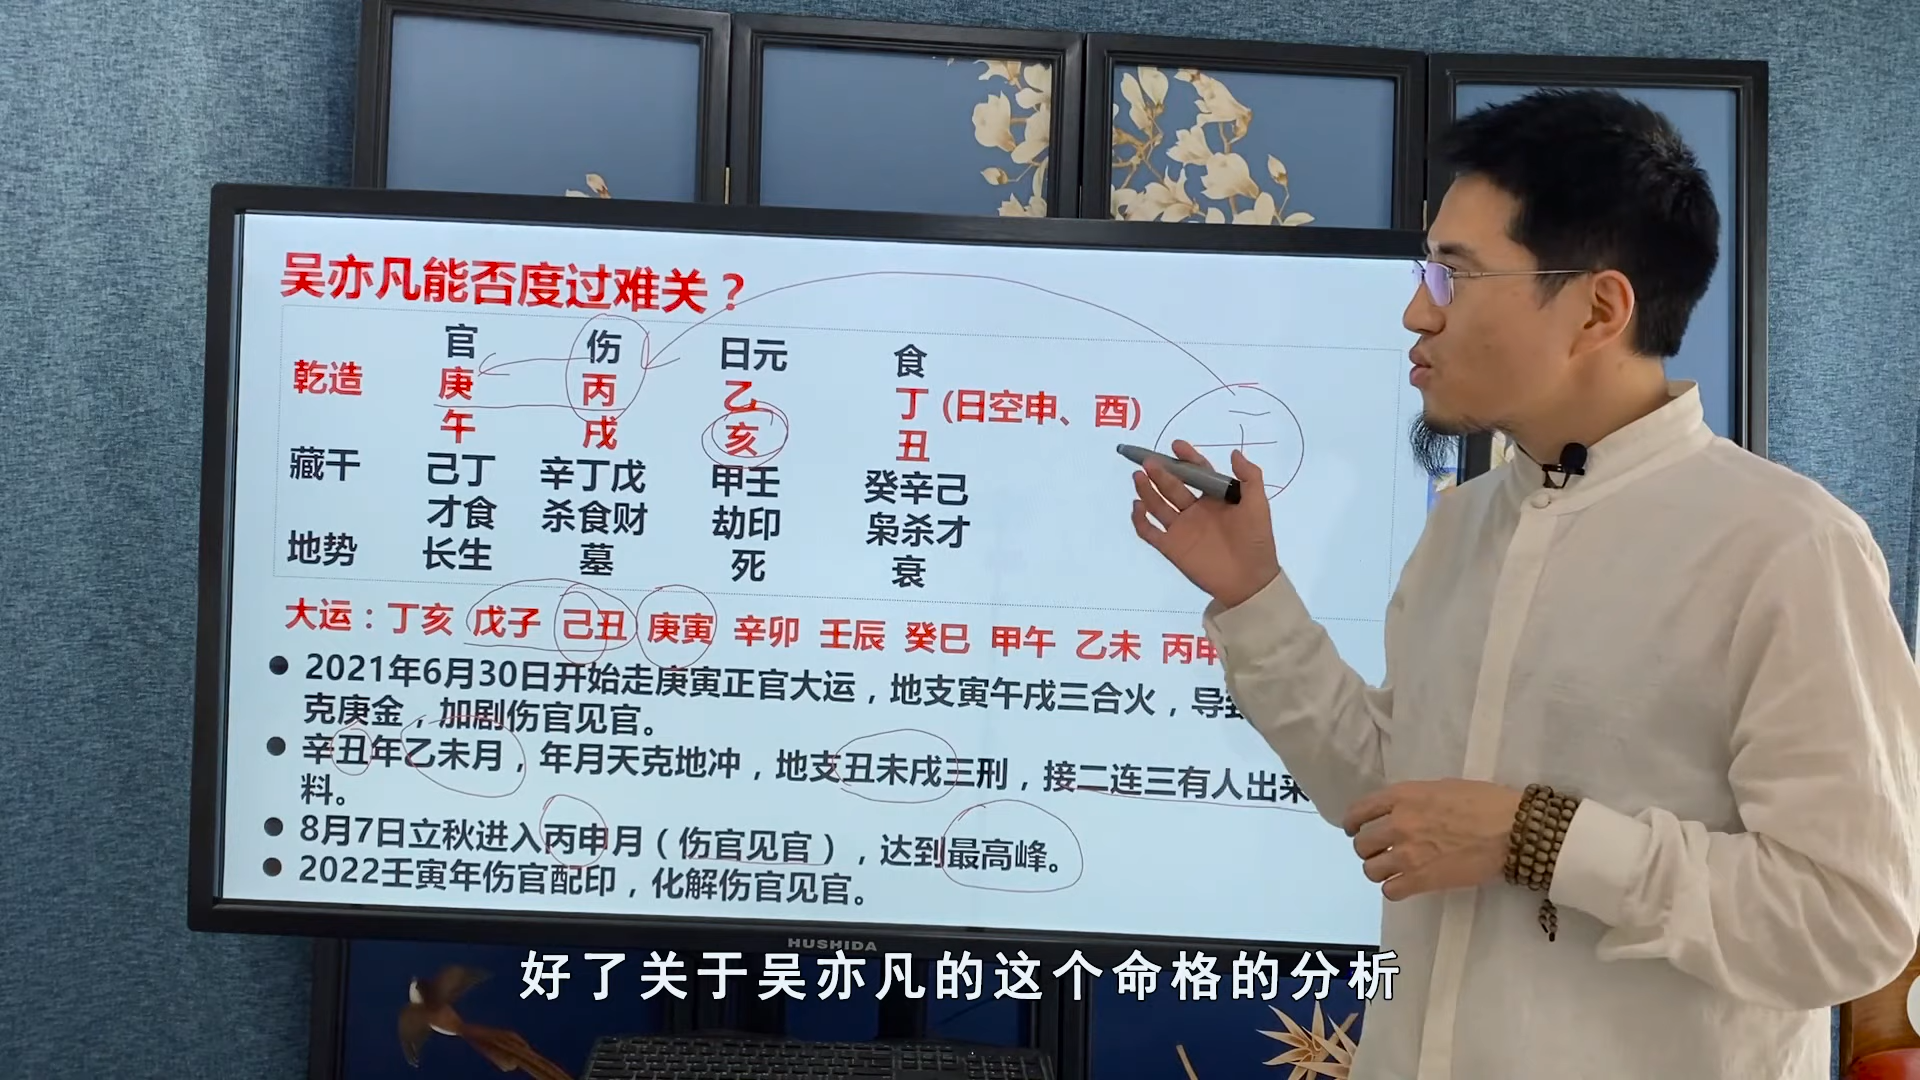 吴亦凡能否度过难关？
官 伤 日元 食
乾造 庚 丙 乙 丁 (日空申、酉)
午 戌 亥 丑
藏干 己丁 辛丁戊 甲壬 癸辛己
才食 杀食财 劫印 枭杀才
地势 长生 墓 死 衰
大运：丁亥 戊子 己丑 庚寅 辛卯 壬辰 癸巳 甲午 乙未 丙申
2021年6月30日开始走庚寅正官大运，地支寅午戌三合火，导致
克庚金，加剧伤官见官。
辛丑年乙未月，年月天克地冲，地支丑未戌三刑，接二连三有人出来
料。
8月7日立秋进入丙申月（伤官见官），达到最高峰。
2022壬寅年伤官配印，化解伤官见官。
HUSHIDA
好了关于吴亦凡的这个命格的分析